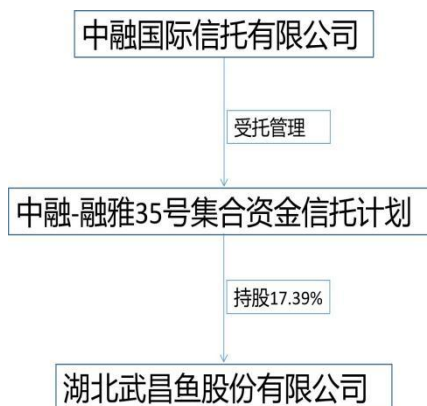 中融国际信托有限公司
受托管理
中融-融雅35号集合资金信托计划
持股17.39%
湖北武昌鱼股份有限公司